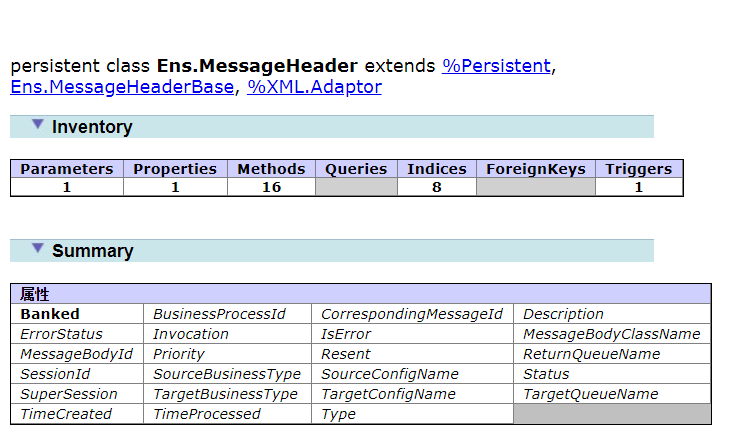 persistent class Ens.MessageHeader extends %Persistent,
Ens.MessageHeaderBase, %XML.Adaptor
Inventory
Parameters Properties Methods Queries Indices ForeignKeys Triggers
1 1 16 8 1
Summary
属性
Banked BusinessProcessId CorrespondingMessageId Description
ErrorStatus Invocation IsError MessageBodyClassName
MessageBodyId Priority Resent ReturnQueueName
SessionId SourceBusinessType SourceConfigName Status
SuperSession TargetBusinessType TargetConfigName TargetQueueName
TimeCreated TimeProcessed Type